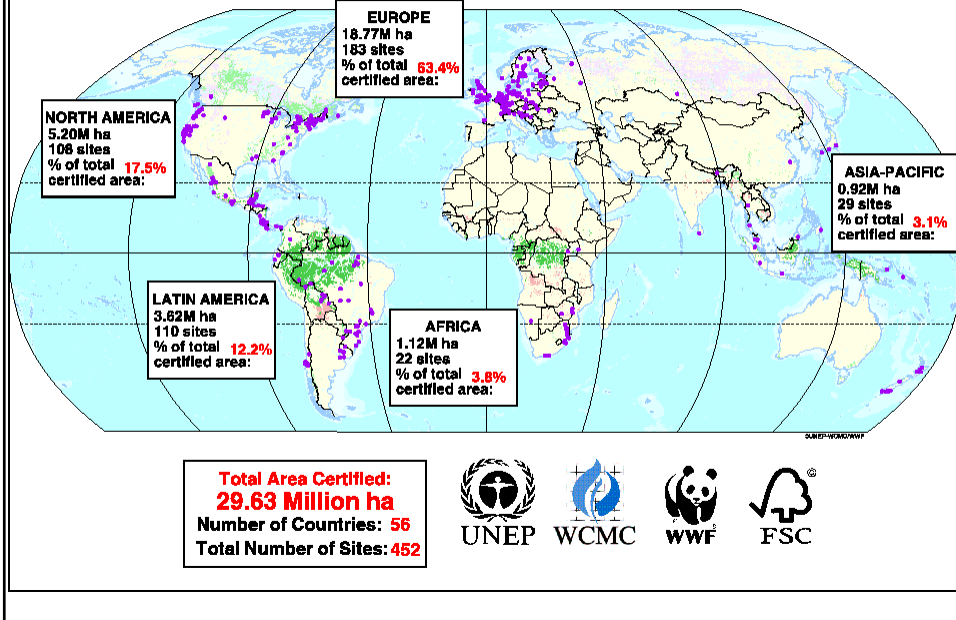 EUROPE
18.77M ha
183 sites
% of total 63.4%
certified area:
NORTH AMERICA
5.20M ha
108 sites
% of total 17.5%
certified area:
ASIA-PACIFIC
0.92M ha
29 sites
% of total 3.1%
certified area:
LATIN AMERICA
3.62M ha
110 sites
% of total 12.2%
certified area:
AFRICA
1.12M ha
22 sites
% of total 3.8%
certified area:
©UNEP-WCMC/WWF
Total Area Certified:
29.63 Million ha
Number of Countries: 56
Total Number of Sites: 452
UNEP
WCMC
WWF
©
FSC